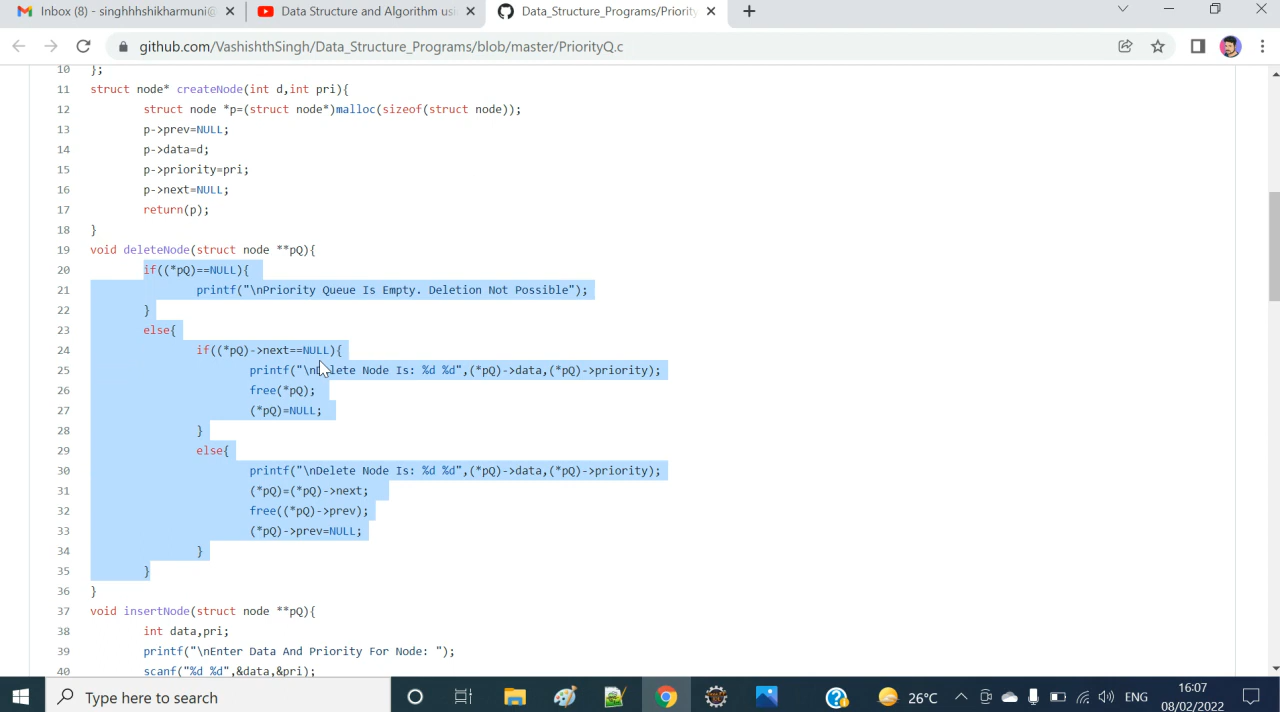 Inbox (8) - singhhhshikharmuni@
Data Structure and Algorithm usi
Data_Structure_Programs/Priority
github.com/VashishthSingh/Data_Structure_Programs/blob/master/PriorityQ.c
10 };
11 struct node* createNode(int d,int pri){
12 struct node *p=(struct node*)malloc(sizeof(struct node));
13 p->prev=NULL;
14 p->data=d;
15 p->priority=pri;
16 p->next=NULL;
17 return(p);
18 }
19 void deleteNode(struct node **pQ){
20 if((*pQ)==NULL){
21 printf("\nPriority Queue Is Empty. Deletion Not Possible");
22 }
23 else{
24 if((*pQ)->next==NULL){
25 printf("\nDelete Node Is: %d %d",(*pQ)->data,(*pQ)->priority);
26 free(*pQ);
27 (*pQ)=NULL;
28 }
29 else{
30 printf("\nDelete Node Is: %d %d",(*pQ)->data,(*pQ)->priority);
31 (*pQ)=(*pQ)->next;
32 free((*pQ)->prev);
33 (*pQ)->prev=NULL;
34 }
35 }
36 }
37 void insertNode(struct node **pQ){
38 int data,pri;
39 printf("\nEnter Data And Priority For Node: ");
40 scanf("%d %d",&data,&pri);
Type here to search
26°C
ENG
16:07
08/02/2022